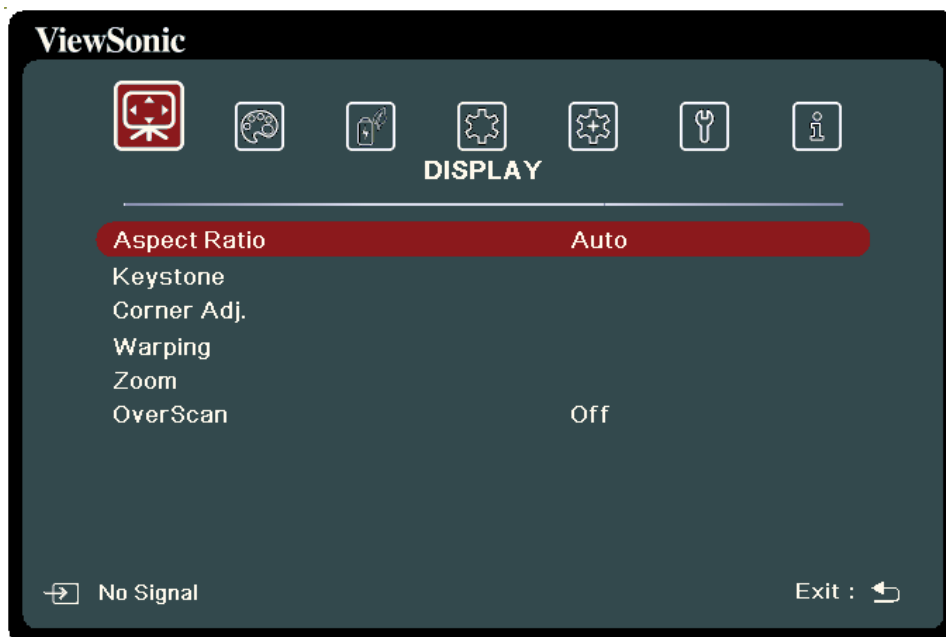 ViewSonic
DISPLAY
Aspect Ratio Auto
Keystone
Corner Adj.
Warping
Zoom
OverScan Off
No Signal Exit :